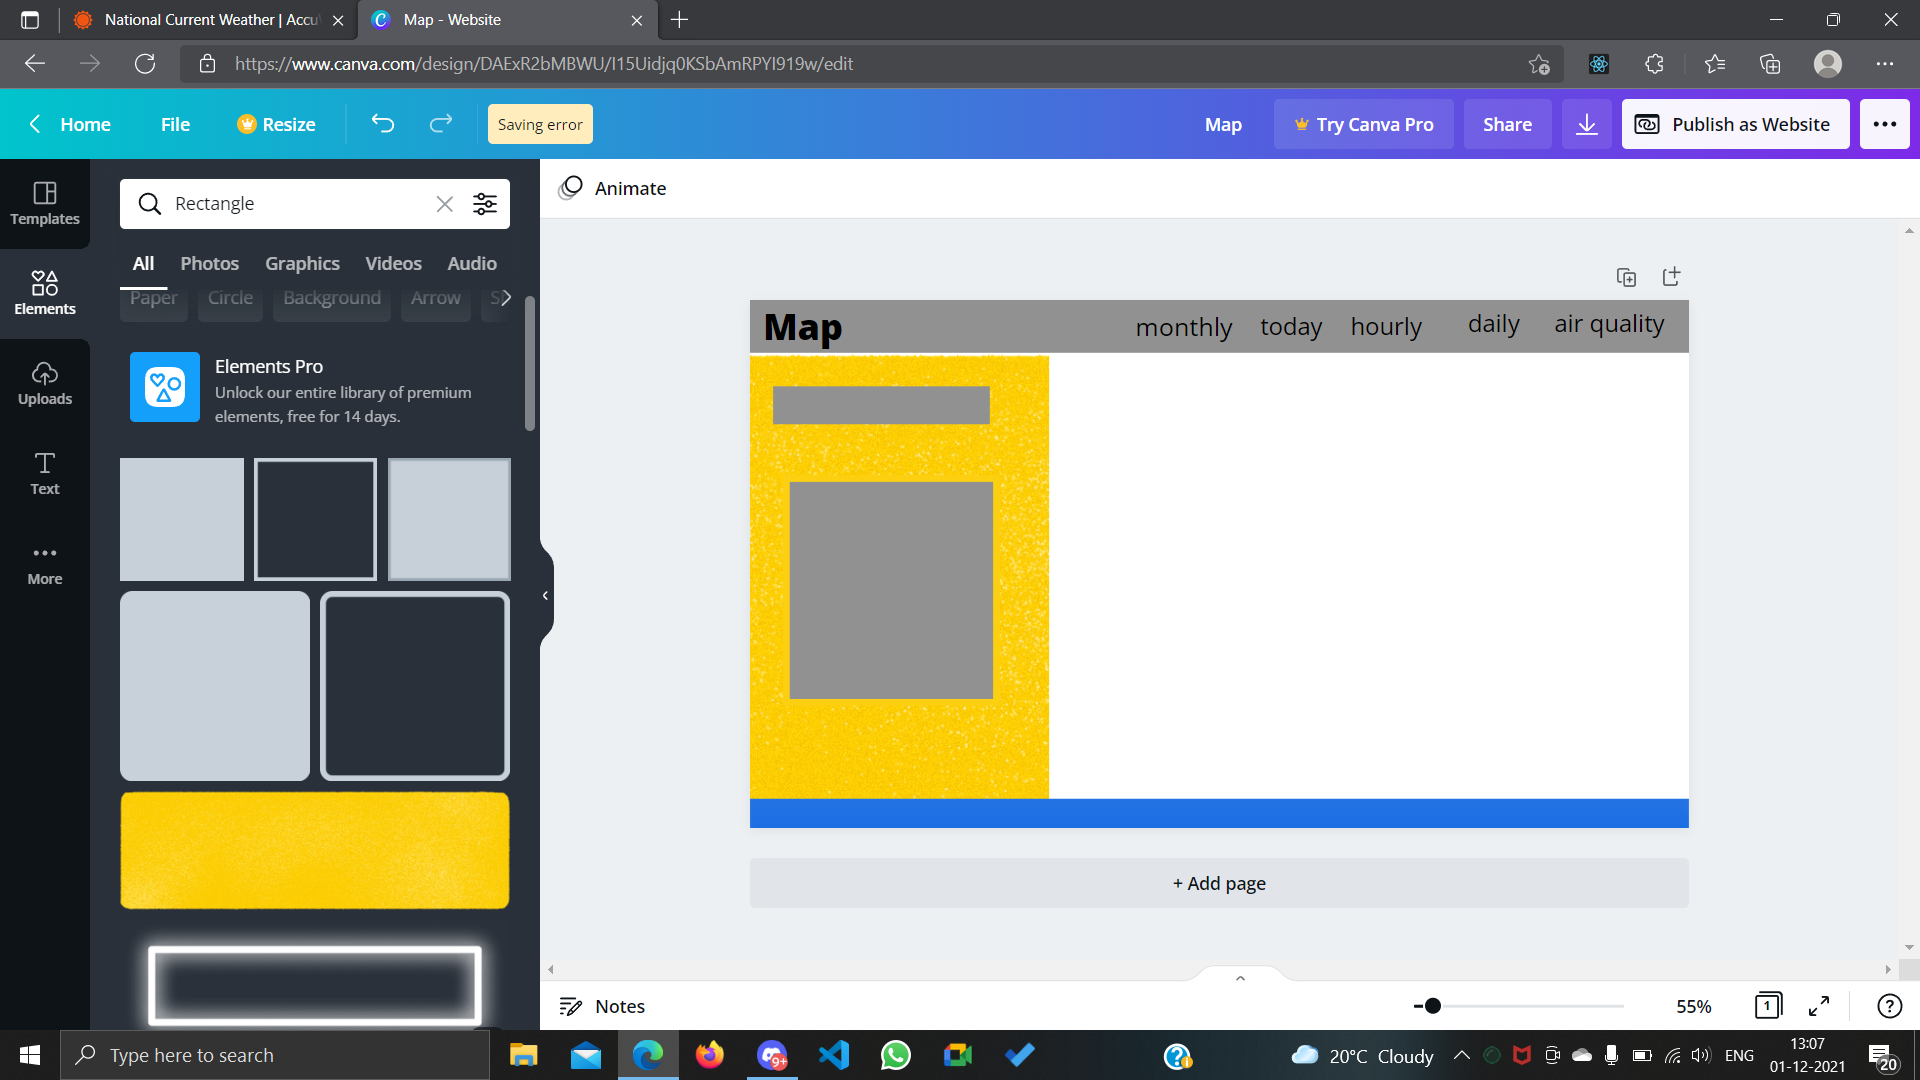 National Current Weather | Accu
Map - Website
https://www.canva.com/design/DAExR2bMBWU/I15Uidjq0KSbAmRPYI919w/edit
Home
File
Resize
Saving error
Map
Try Canva Pro
Share
Publish as Website
Templates
Elements
Uploads
Text
More
Rectangle
All
Photos
Graphics
Videos
Audio
Paper
Circle
Background
Arrow
Elements Pro
Unlock our entire library of premium
elements, free for 14 days.
Animate
Map
monthly
today
hourly
daily
air quality
+ Add page
Notes
55%
1
Type here to search
9+
20°C Cloudy
ENG
13:07
01-12-2021
20